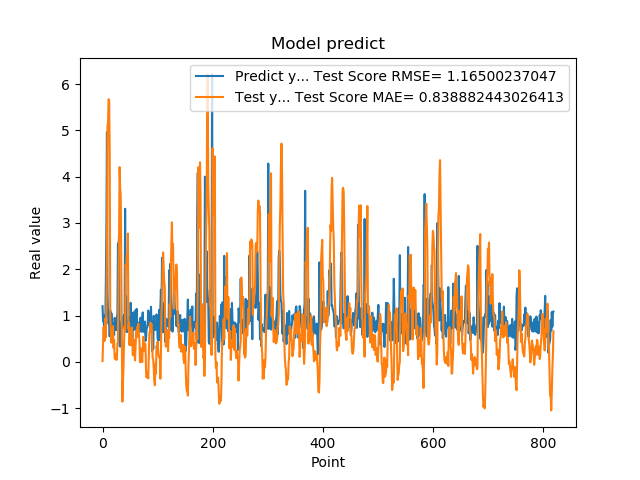 Model predict
Predict y... Test Score RMSE= 1.16500237047
Test y... Test Score MAE= 0.838882443026413
Real value
6
5
4
3
2
1
0
−1
0 200 400 600 800
Point